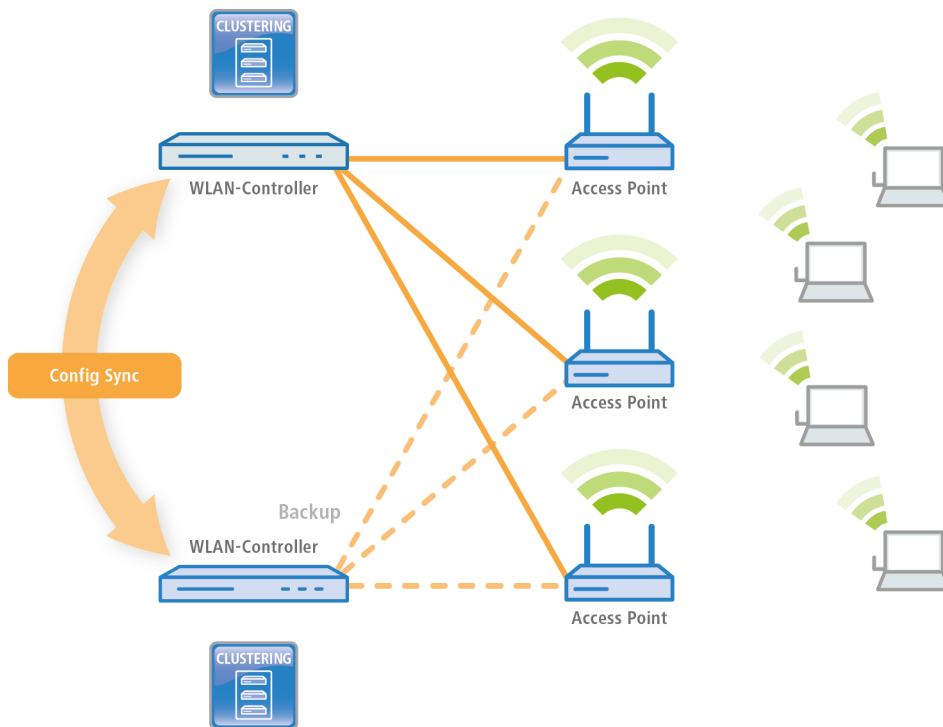 CLUSTERING
WLAN-Controller
Access Point
Access Point
Config Sync
Backup
WLAN-Controller
Access Point
CLUSTERING